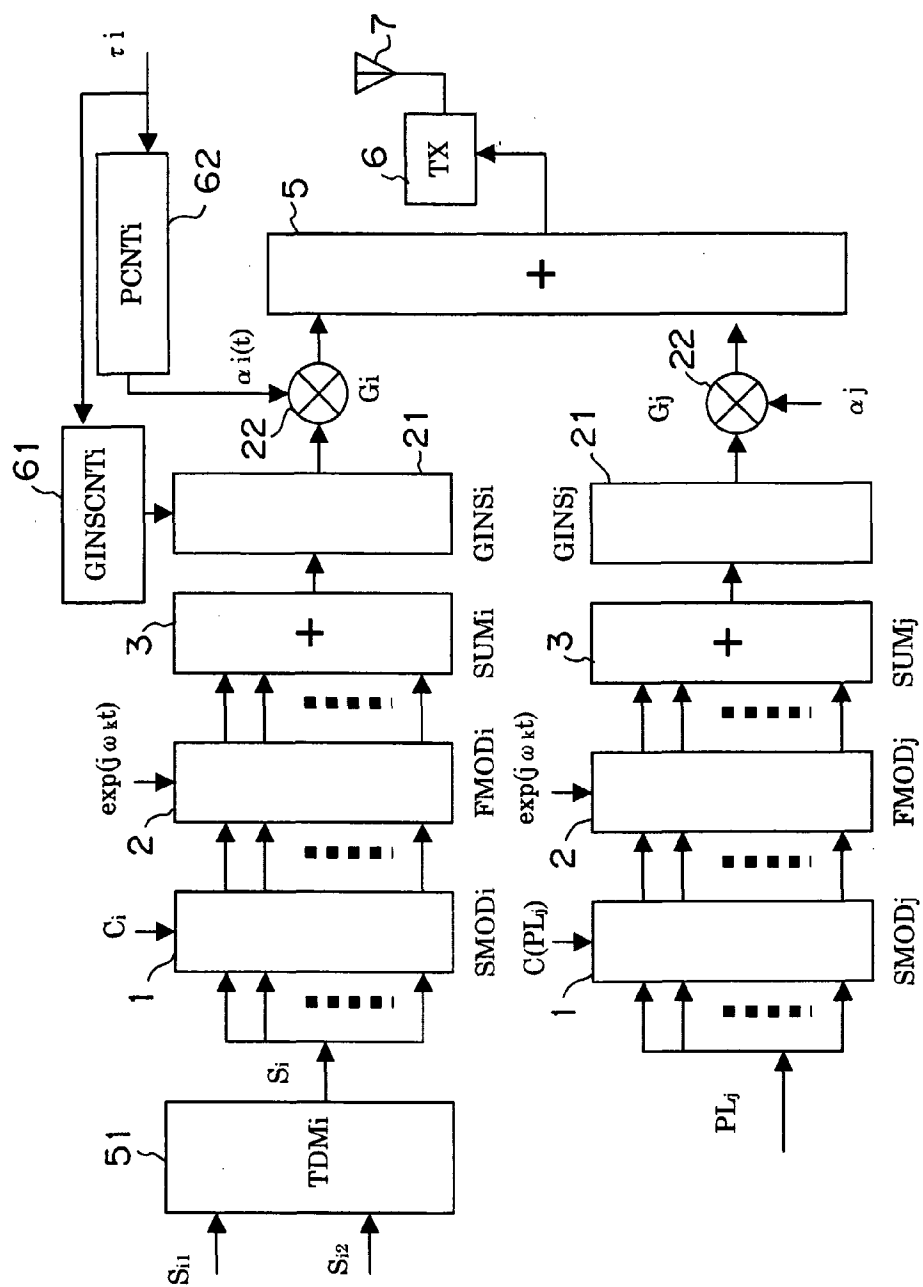 τi
61
GINSCNTi
PCNTi
62
αi(t)
7
6
TX
5
+
51
TDMi
Si1
Si2
Si
Ci
1
SMODi
exp(jωkt)
2
FMODi
3
+
SUMi
21
GINSi
22
Gi
PLj
C(PLj)
1
SMODj
exp(jωkt)
2
FMODj
3
+
SUMj
21
GINSj
22
Gj
αj